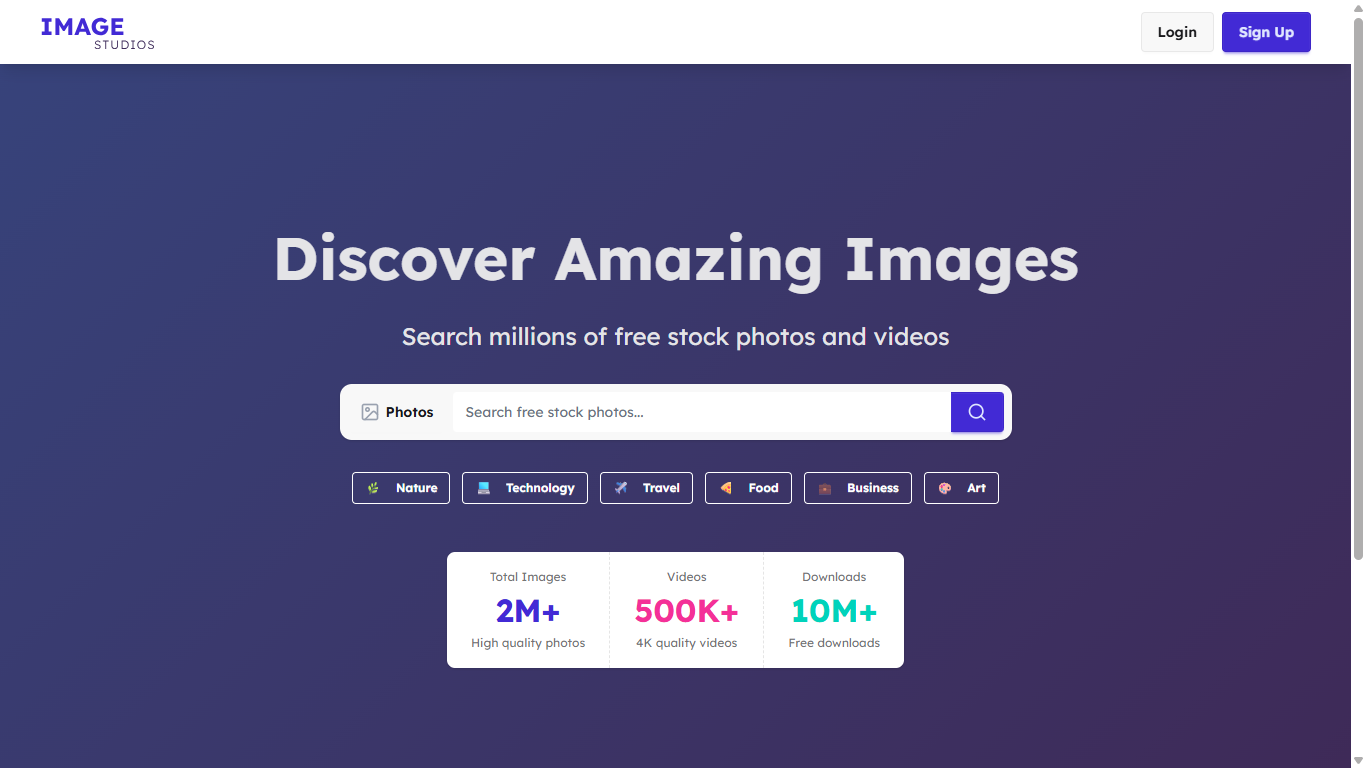 IMAGE
STUDIOS
Login
Sign Up
Discover Amazing Images
Search millions of free stock photos and videos
Photos
Search free stock photos...
Nature
Technology
Travel
Food
Business
Art
Total Images
2M+
High quality photos
Videos
500K+
4K quality videos
Downloads
10M+
Free downloads